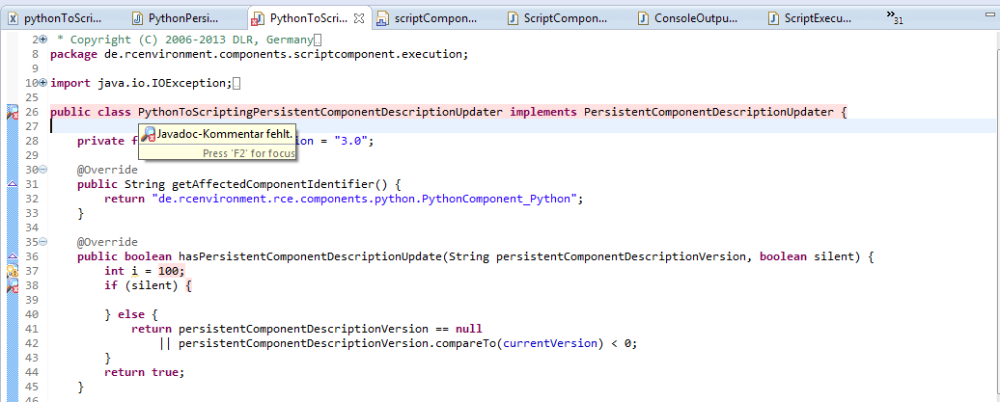 pythonToScri... PythonPersi... PythonToScri... scriptCompon... ScriptCompon... ConsoleOutpu... ScriptExecu... »31
2 * Copyright (C) 2006-2013 DLR, Germany
8 package de.rcenvironment.components.scriptcomponent.execution;
9
10 import java.io.IOException;
25
26 public class PythonToScriptingPersistentComponentDescriptionUpdater implements PersistentComponentDescriptionUpdater {
27
Javadoc-Kommentar fehlt.
28 private f ion = "3.0";
Press 'F2' for focus
29
30 @Override
31 public String getAffectedComponentIdentifier() {
32 return "de.rcenvironment.rce.components.python.PythonComponent_Python";
33 }
34
35 @Override
36 public boolean hasPersistentComponentDescriptionUpdate(String persistentComponentDescriptionVersion, boolean silent) {
37 int i = 100;
38 if (silent) {
39
40 } else {
41 return persistentComponentDescriptionVersion == null
42 || persistentComponentDescriptionVersion.compareTo(currentVersion) < 0;
43 }
44 return true;
45 }
46